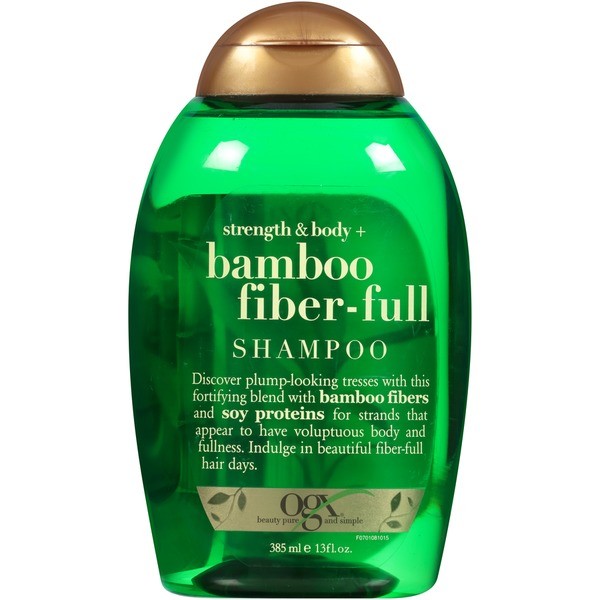 strength & body +
bamboo
fiber-full
SHAMPOO
Discover plump-looking tresses with this
fortifying blend with bamboo fibers
and soy proteins for strands that
appear to have voluptuous body and
fullness. Indulge in beautiful fiber-full
hair days.
ogx
beauty pure and simple
F0701081015
385 ml e 13fl.oz.